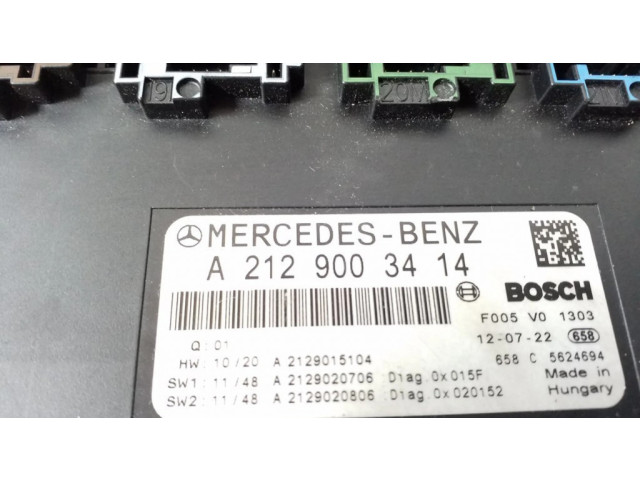 19
20M
MERCEDES-BENZ
A 212 900 34 14
BOSCH
F005 V0 1303
Q: 01
12-07-22 658
HW: 10/20 A 2129015104
658 C 5624694
SW1: 11/48 A 2129020706 Diag.0x015F
Made in
SW2: 11/48 A 2129020806 Diag.0x020152
Hungary